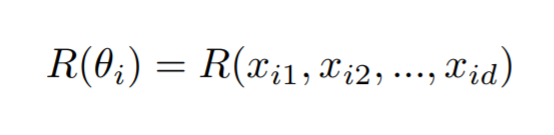 R(θ_i) = R(x_{i1}, x_{i2}, ..., x_{id})